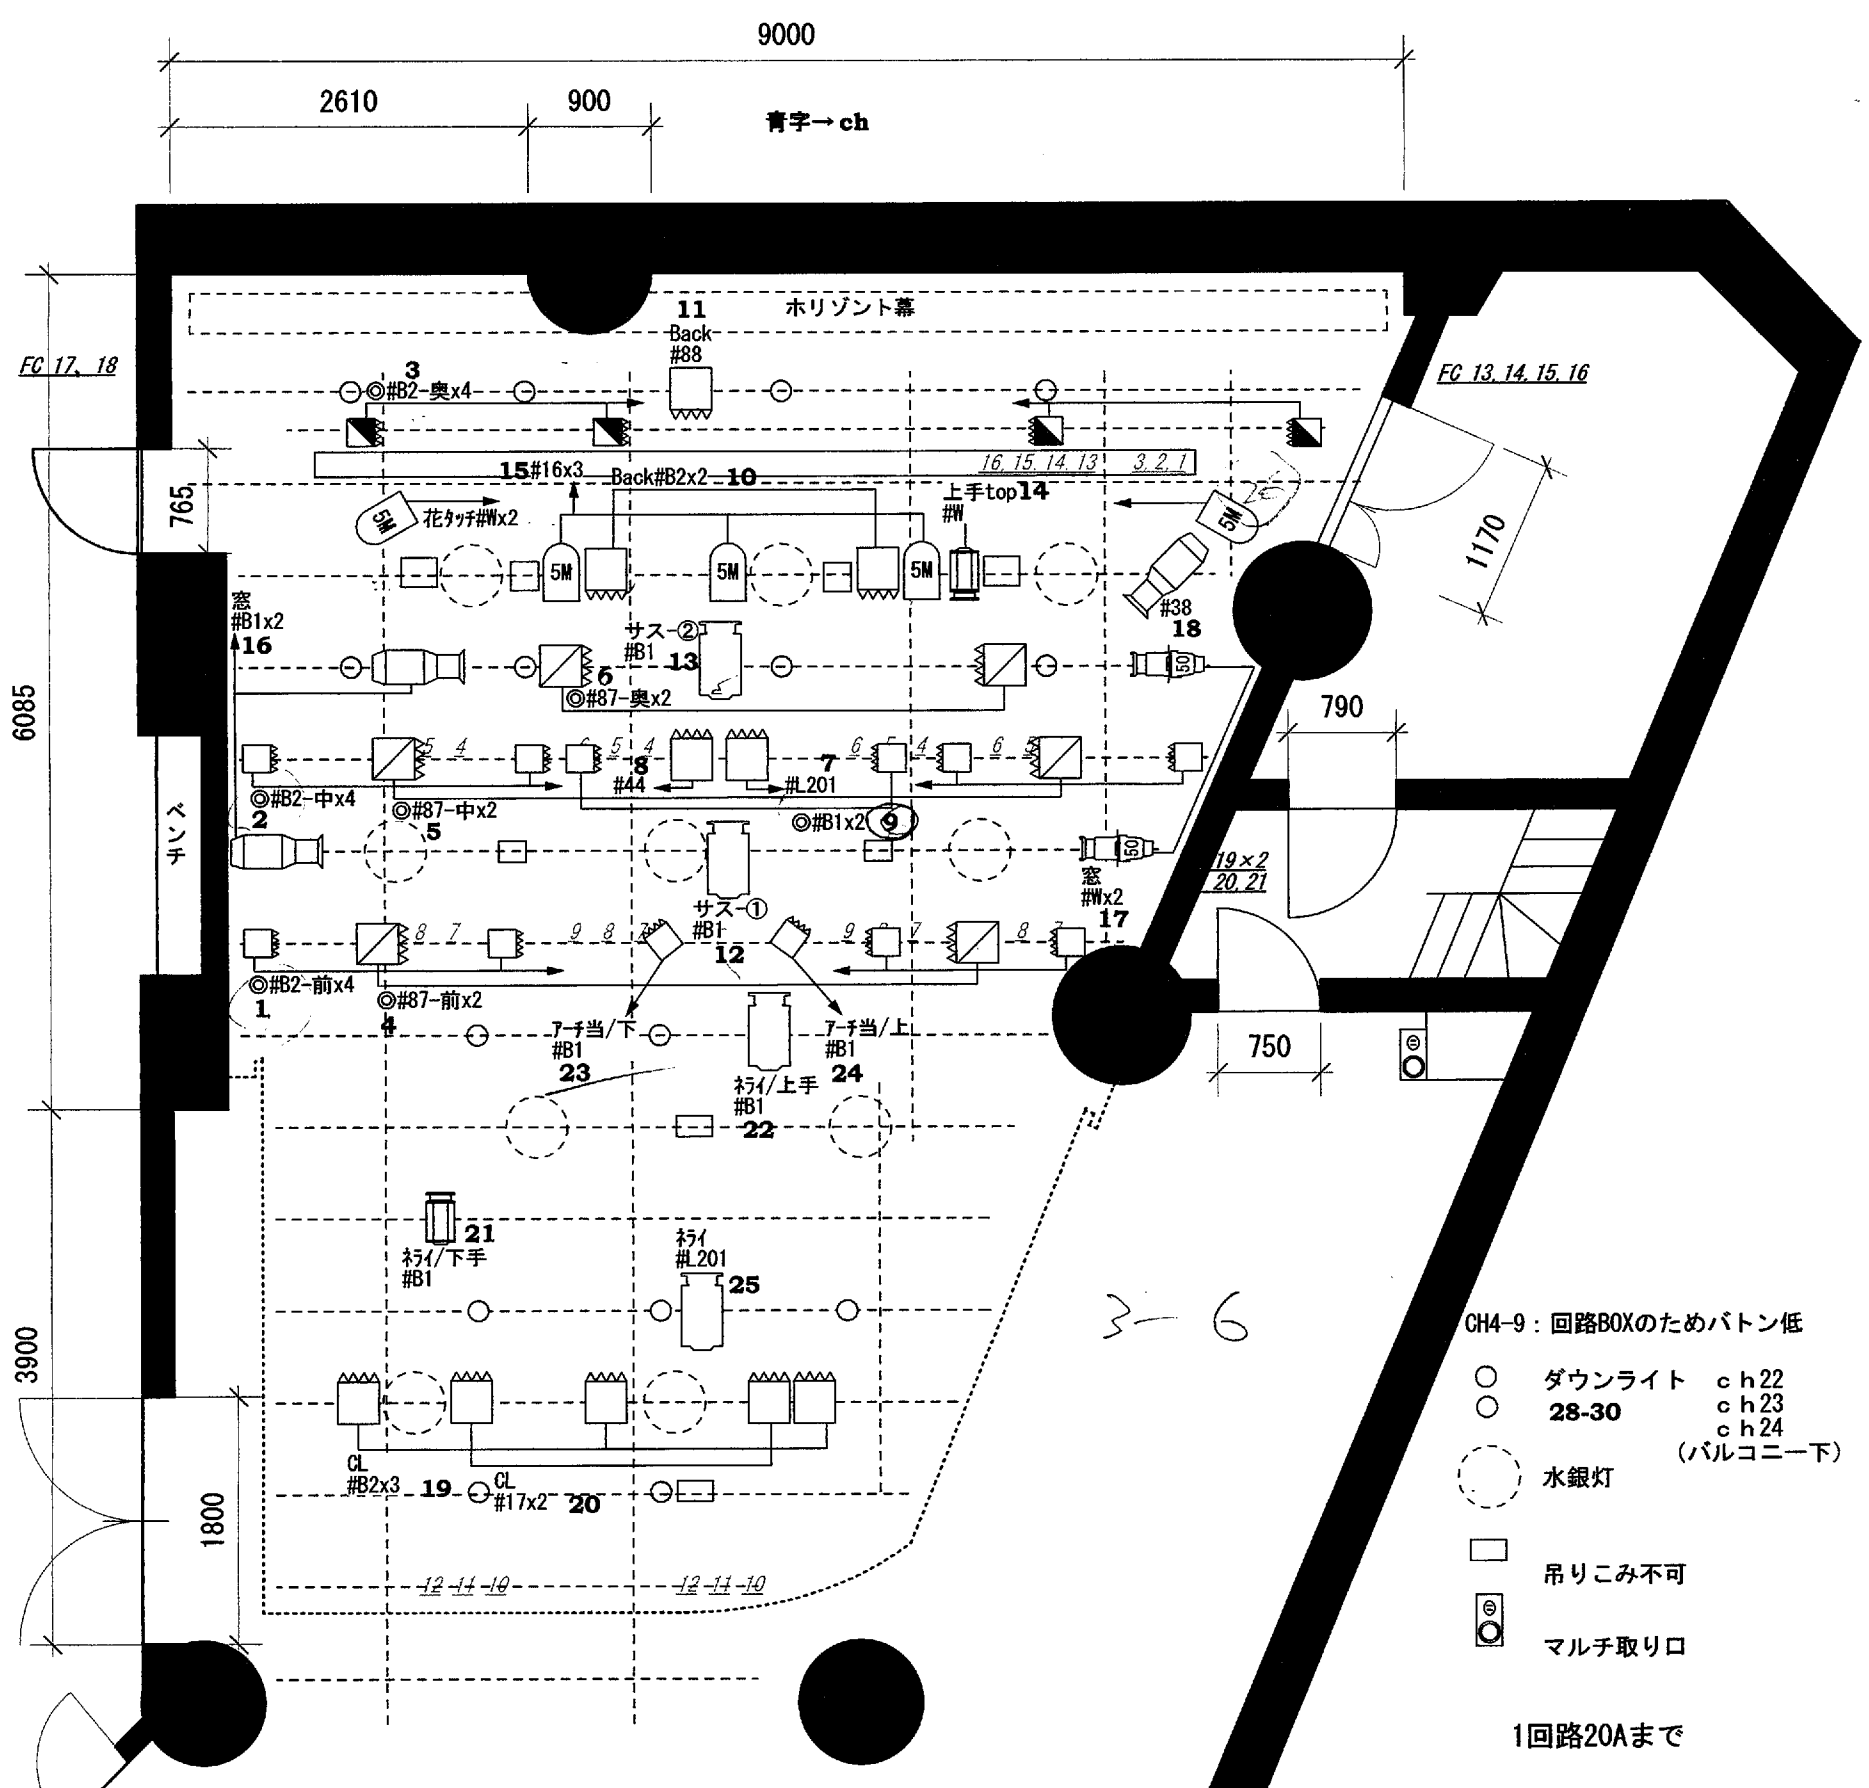 9000
2610
900
青字→ch
ホリゾント幕
11
Back
#88
FC 17、18
3
◎#B2-奥x4
FC 13, 14, 15, 16
15#16x3
Back#B2x2 10
16, 15, 14, 13
3, 2, 1
765
5M
花ﾀｯﾁ#Wx2
上手top14
#W
5M
1170
5M
5M
5M
窓
#B1x2
16
#38
18
サス-②
#B1
13
6
◎#87-奥x2
50
6085
790
5 4
6 5 4
6 5 4
6 5
8
#44
7
#L201
◎#B2-中x4
2
◎#87-中x2
5
◎#B1x2 9
ベンチ
50
19×2
20, 21
窓
#Wx2
17
サス-①
#B1
12
8 7
9 8 7
9 8 7
8 7
◎#B2-前x4
1
◎#87-前x2
4
ｱｰﾁ当/下
#B1
23
ｱｰﾁ当/上
#B1
24
750
ﾈﾗｲ/上手
#B1
22
21
ﾈﾗｲ/下手
#B1
ﾈﾗｲ
#L201
25
3-6
3900
CH4-9：回路BOXのためバトン低
ダウンライト ch22
28-30 ch23
ch24
(バルコニー下)
水銀灯
CL
#B2x3 19
CL
#17x2 20
1800
吊りこみ不可
12 11 10
12 11 10
マルチ取り口
1回路20Aまで